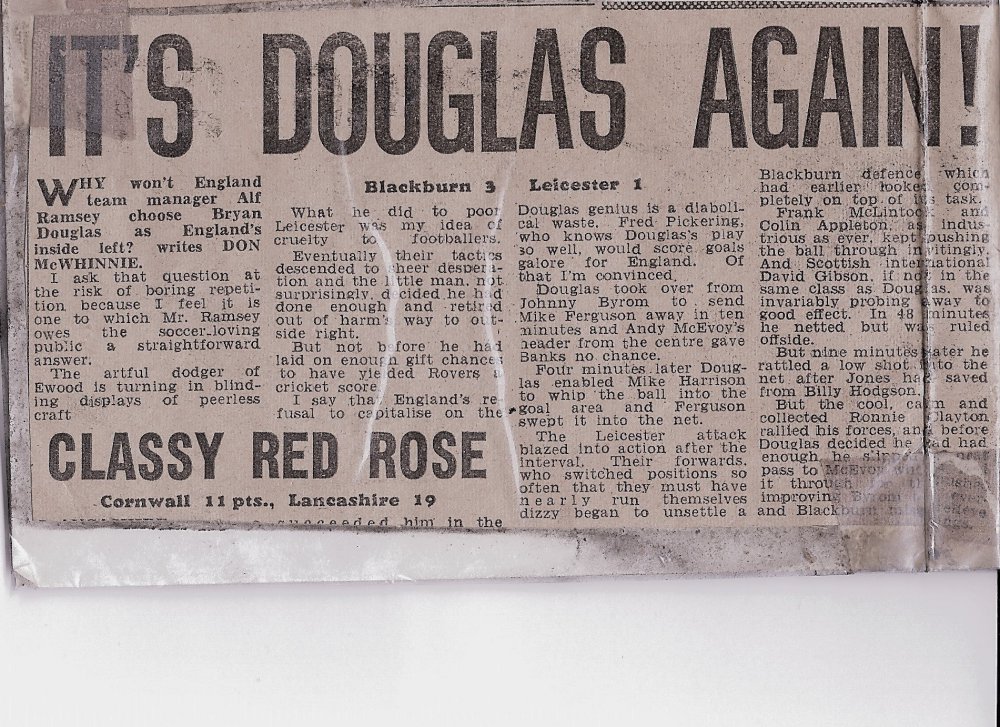 IT'S DOUGLAS AGAIN!
Blackburn 3 Leicester 1
WHY won't England
team manager Alf
Ramsey choose Bryan
Douglas as England's
inside left? writes DON
McWHINNIE.
I ask that question at
the risk of boring repeti-
tion because I feel it is
one to which Mr. Ramsey
owes the soccer-loving
public a straightforward
answer.
The artful dodger of
Ewood is turning in blind-
ing displays of peerless
craft
What he did to poor
Leicester was my idea of
cruelty to footballers.
Eventually their tactics
descended to sheer despera-
tion and the little man, not
surprisingly, decided he had
done enough and retired
out of harm's way to out-
side right.
But not before he had
laid on enough gift chances
to have yielded Rovers a
cricket score.
I say that England's re-
fusal to capitalise on the
Douglas genius is a diaboli-
cal waste. Fred Pickering,
who knows Douglas's play
so well, would score goals
galore for England. Of
that I'm convinced.
Douglas took over from
Johnny Byrom to send
Mike Ferguson away in ten
minutes and Andy McEvoy's
header from the centre gave
Banks no chance.
Four minutes later Doug-
las enabled Mike Harrison
to whip the ball into the
goal area and Ferguson
swept it into the net.
The Leicester attack
blazed into action after the
interval. Their forwards,
who switched positions so
often that they must have
nearly run themselves
dizzy began to unsettle a
Blackburn defence which
had earlier looked com-
pletely on top of its task.
Frank McLintock and
Colin Appleton, as indus-
trious as ever, kept pushing
the ball through invitingly.
And Scottish international
David Gibson, if not in the
same class as Douglas, was
invariably probing away to
good effect. In 48 minutes
he netted but was ruled
offside.
But nine minutes later he
rattled a low shot into the
net after Jones had saved
from Billy Hodgson.
But the cool, calm and
collected Ronnie Clayton
rallied his forces, and before
Douglas decided he had had
enough he slipped a neat
pass to McEvoy
it through
improving Byrom
and Blackburn
CLASSY RED ROSE
Cornwall 11 pts., Lancashire 19
succeeded him in the